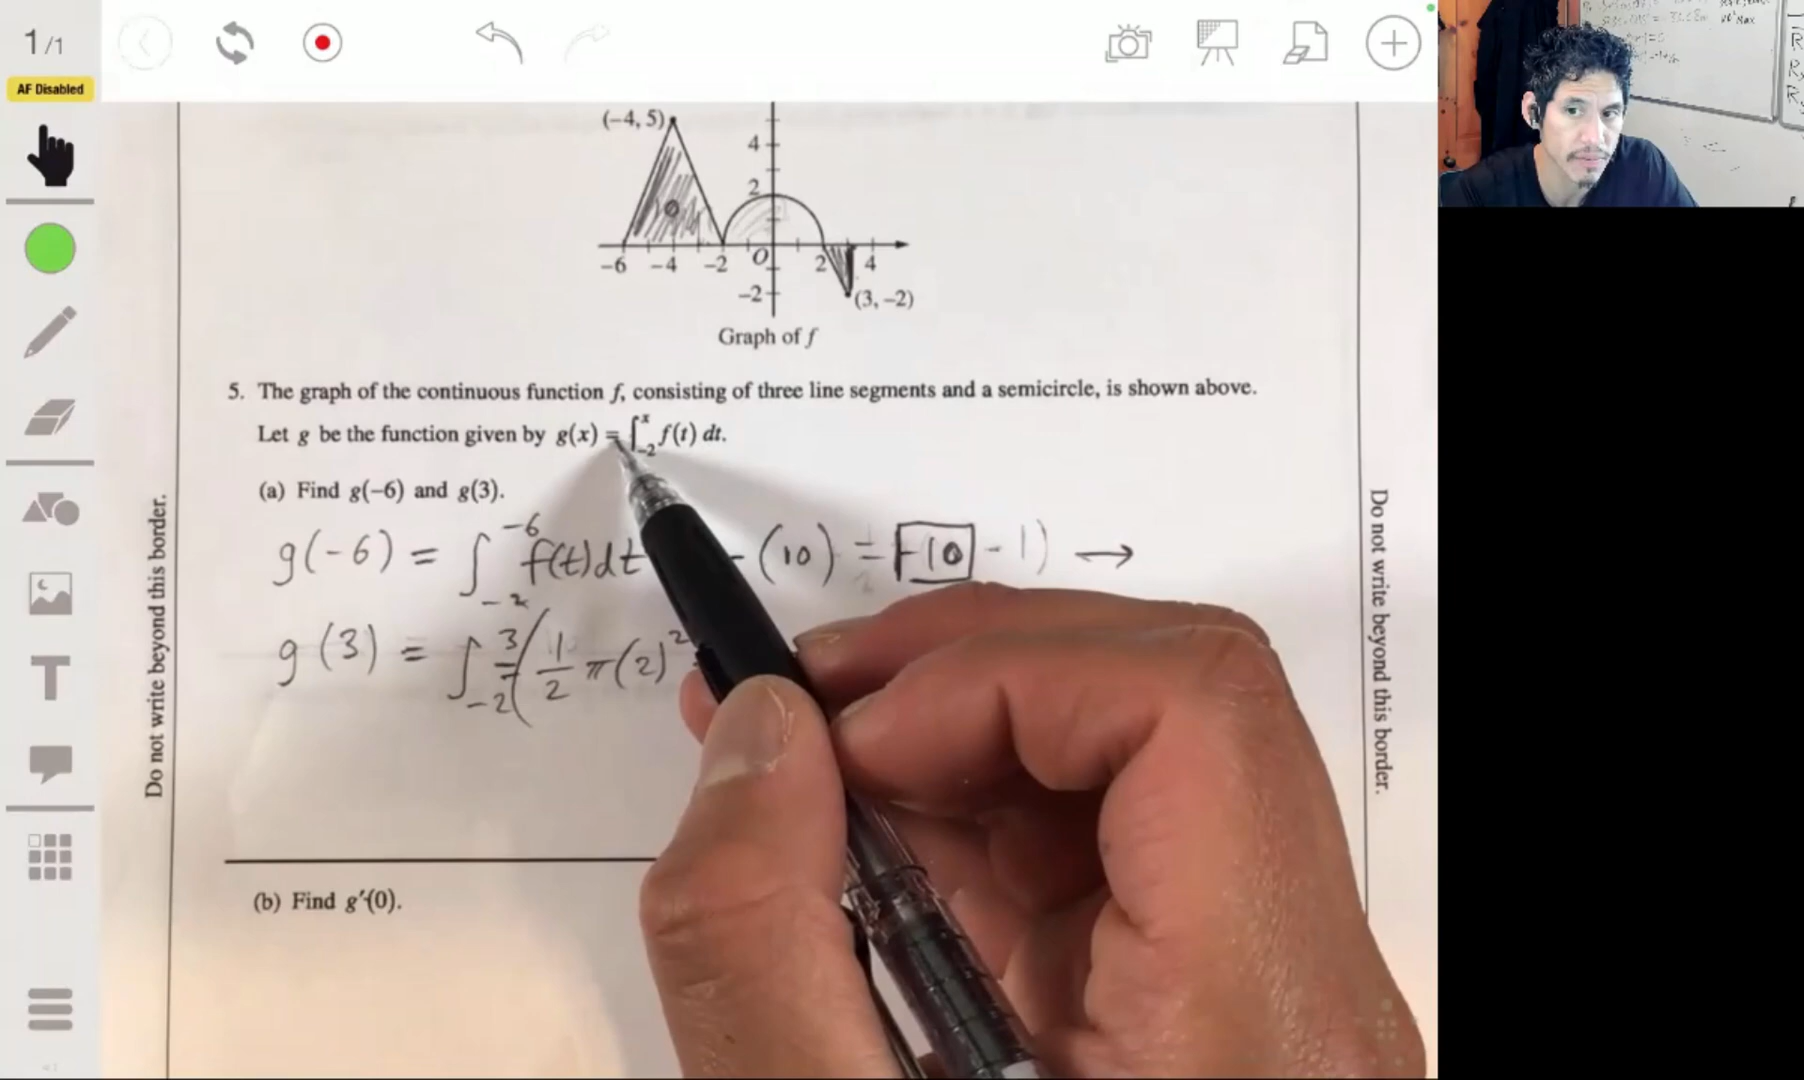 1/1
AF Disabled
(-4, 5)
4
2
-6 -4 -2 O 2 4
-2
(3, -2)
Graph of f
5. The graph of the continuous function f, consisting of three line segments and a semicircle, is shown above.
Let g be the function given by g(x) = ∫_{-2}^{x} f(t) dt.
(a) Find g(-6) and g(3).
g(-6) = ∫_{-2}^{-6} f(t)dt - (10) = -10 - 1) →
g(3) = ∫_{-2}^{3} ( 1/2 π(2)^2
(b) Find g′(0).
Do not write beyond this border.
Do not write beyond this border.
T